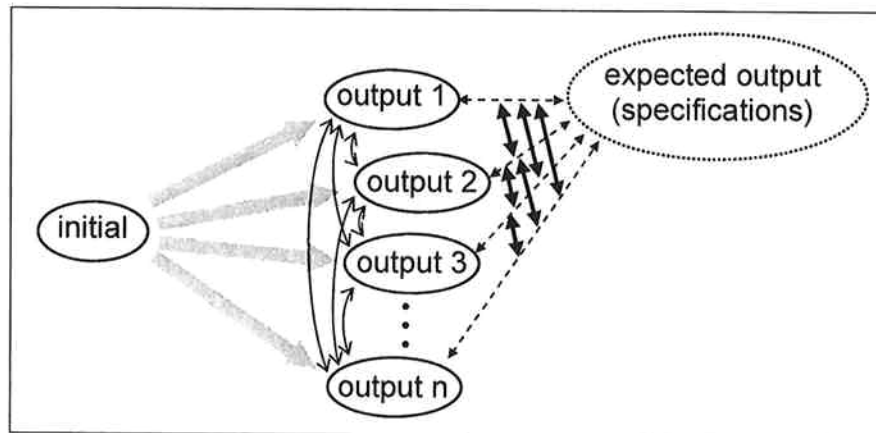 output 1
expected output
(specifications)
output 2
initial
output 3
output n